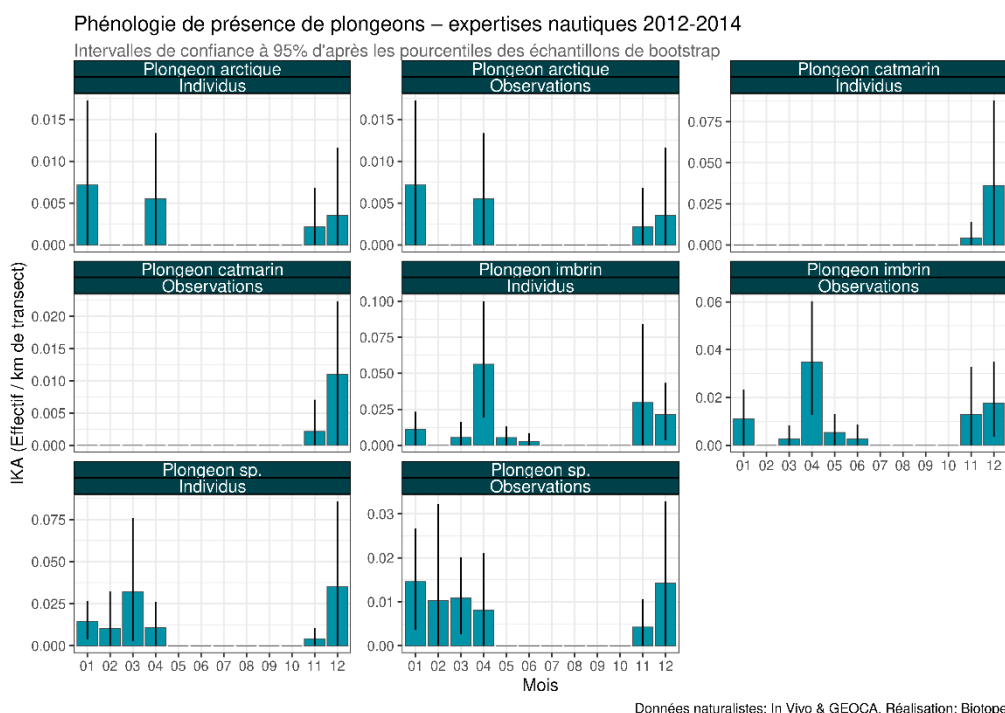 Phénologie de présence de plongeons – expertises nautiques 2012-2014
Intervalles de confiance à 95% d'après les pourcentiles des échantillons de bootstrap
Plongeon arctique
Individus
0.015
0.010
0.005
0.000
Plongeon arctique
Observations
0.015
0.010
0.005
0.000
Plongeon catmarin
Individus
0.075
0.050
0.025
0.000
Plongeon catmarin
Observations
0.020
0.015
0.010
0.005
0.000
Plongeon imbrin
Individus
0.100
0.075
0.050
0.025
0.000
Plongeon imbrin
Observations
0.06
0.04
0.02
0.00
01 02 03 04 05 06 07 08 09 10 11 12
Plongeon sp.
Individus
0.075
0.050
0.025
0.000
01 02 03 04 05 06 07 08 09 10 11 12
Plongeon sp.
Observations
0.03
0.02
0.01
0.00
01 02 03 04 05 06 07 08 09 10 11 12
IKA (Effectif / km de transect)
Mois
Données naturalistes: In Vivo & GEOCA. Réalisation: Biotope